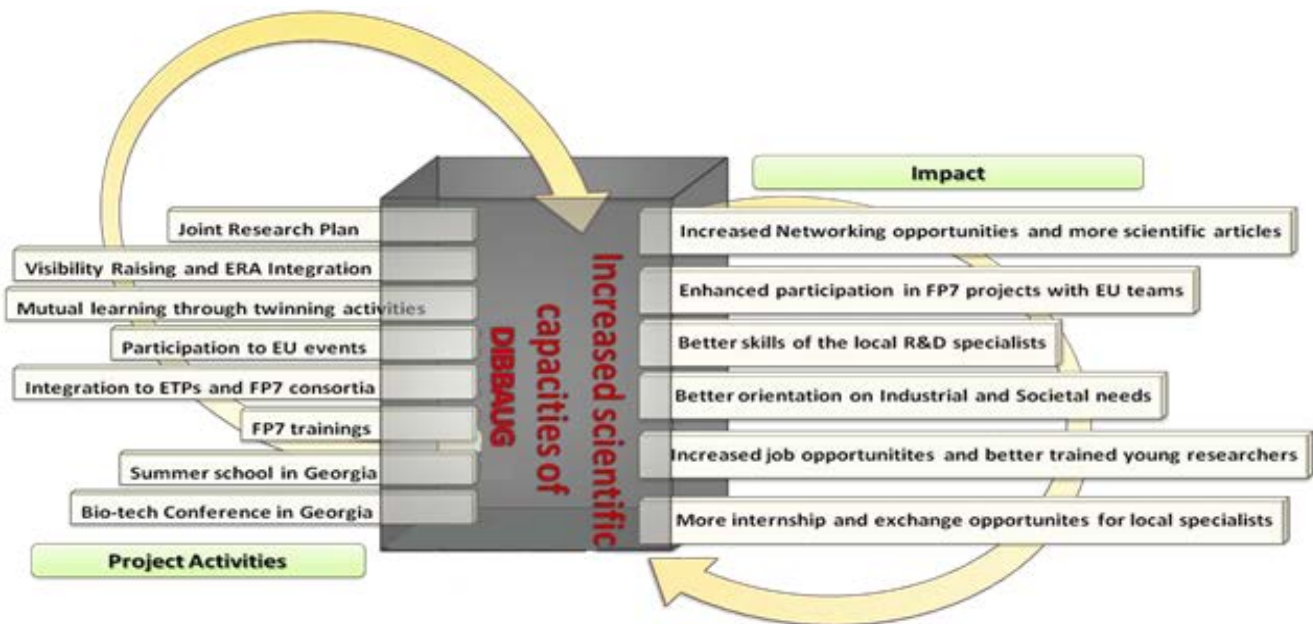 Joint Research Plan
Visibility Raising and ERA Integration
Mutual learning through twinning activities
Participation to EU events
Integration to ETPs and FP7 consortia
FP7 trainings
Summer school in Georgia
Bio-tech Conference in Georgia
Project Activities
Increased scientific
capacities of
DIBBAUG
Impact
Increased Networking opportunities and more scientific articles
Enhanced participation in FP7 projects with EU teams
Better skills of the local R&D specialists
Better orientation on Industrial and Societal needs
Increased job opportunitites and better trained young researchers
More internship and exchange opportunites for local specialists